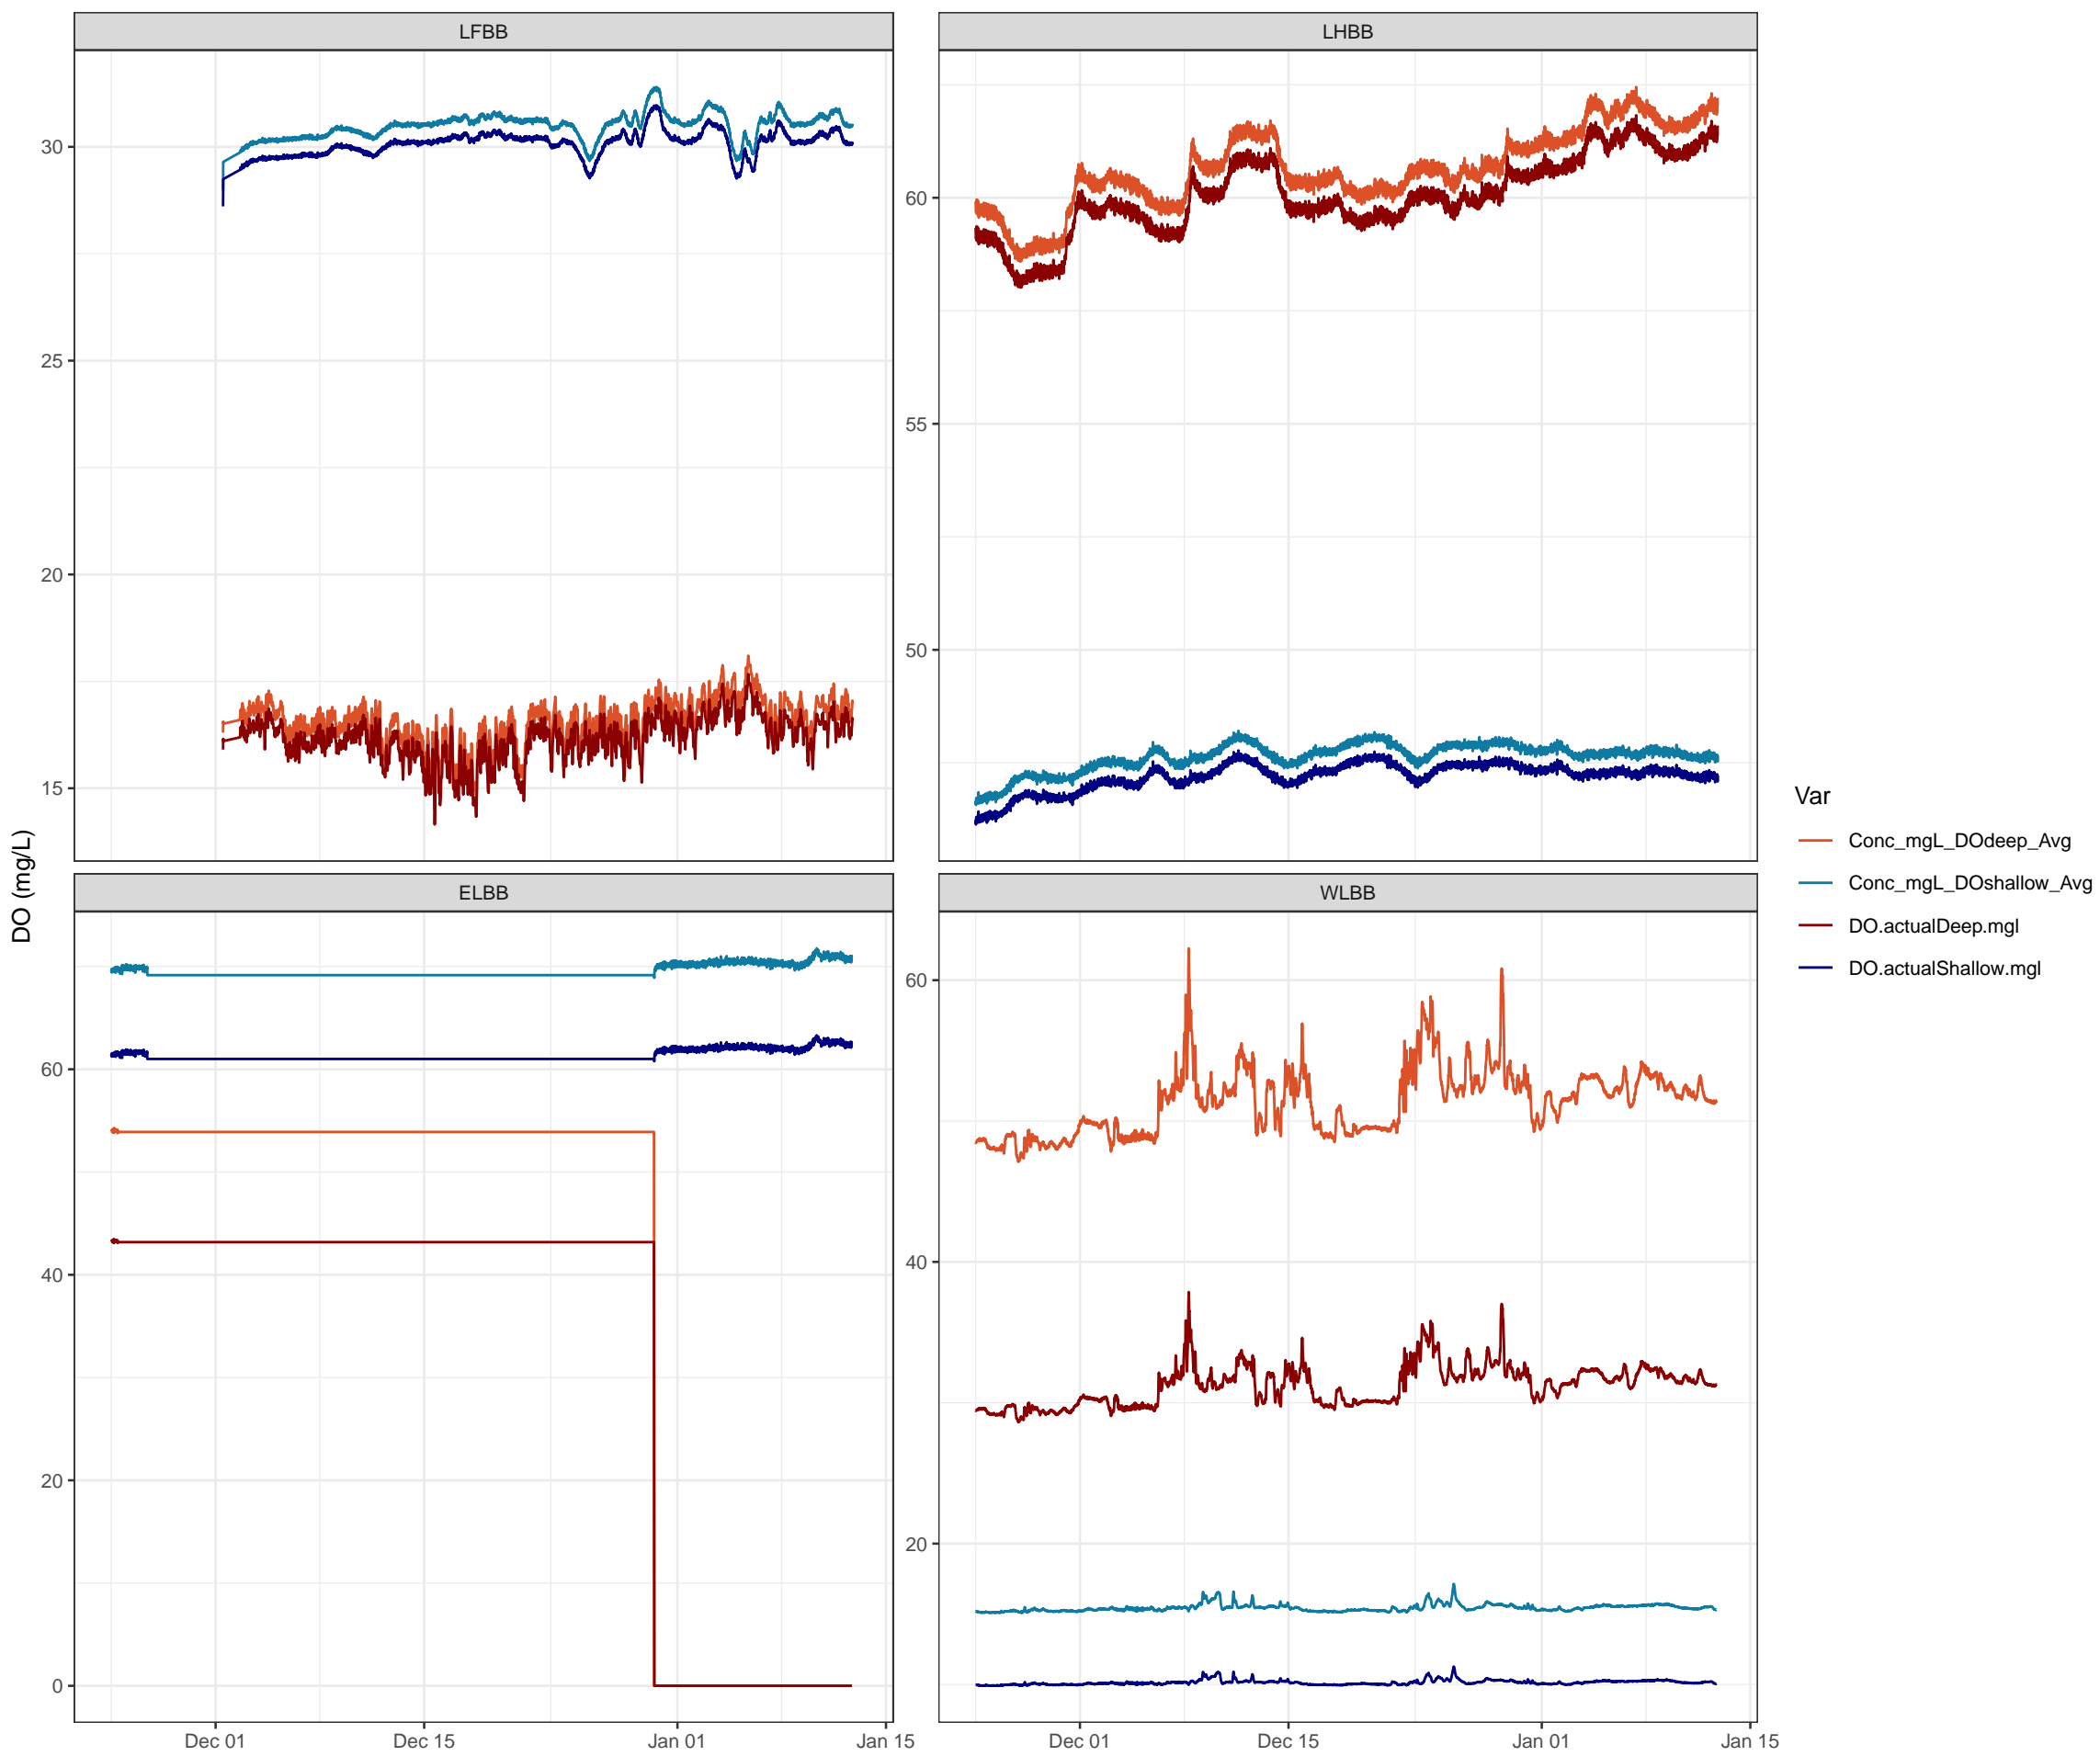 LFBB
LHBB
30
25
20
15
60
55
50
DO (mg/L)
ELBB
WLBB
60
40
20
0
60
40
20
Dec 01
Dec 15
Jan 01
Jan 15
Dec 01
Dec 15
Jan 01
Jan 15
Var
Conc_mgL_DOdeep_Avg
Conc_mgL_DOshallow_Avg
DO.actualDeep.mgl
DO.actualShallow.mgl